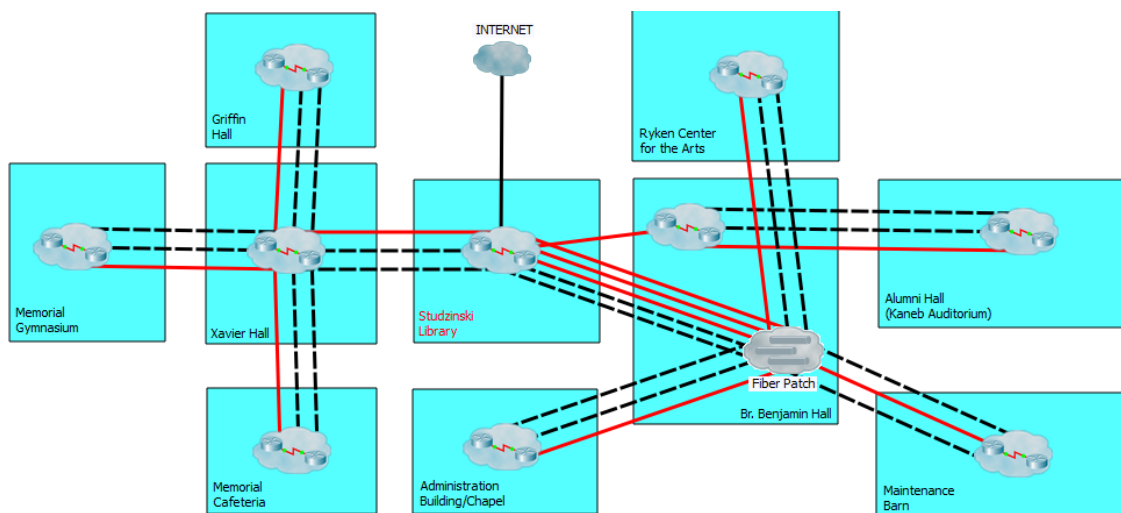 INTERNET
Griffin
Hall
Ryken Center
for the Arts
Memorial
Gymnasium
Xavier Hall
Studzinski
Library
Alumni Hall
(Kaneb Auditorium)
Fiber Patch
Br. Benjamin Hall
Memorial
Cafeteria
Administration
Building/Chapel
Maintenance
Barn